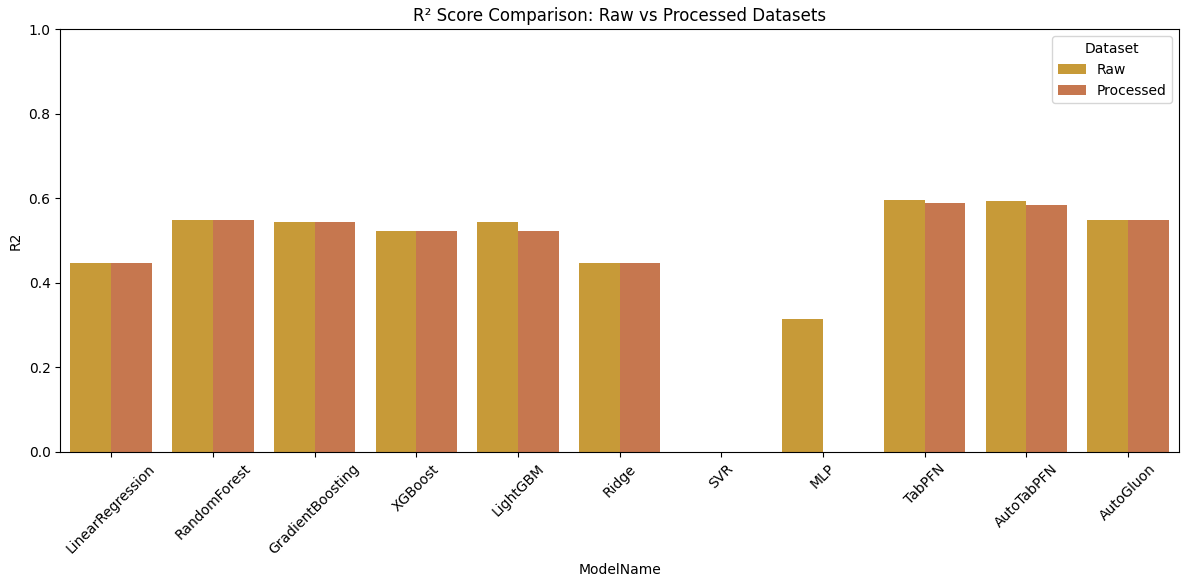 R² Score Comparison: Raw vs Processed Datasets
1.0
0.8
0.6
0.4
0.2
0.0
R2
Dataset
Raw
Processed
LinearRegression
RandomForest
GradientBoosting
XGBoost
LightGBM
Ridge
SVR
MLP
TabPFN
AutoTabPFN
AutoGluon
ModelName